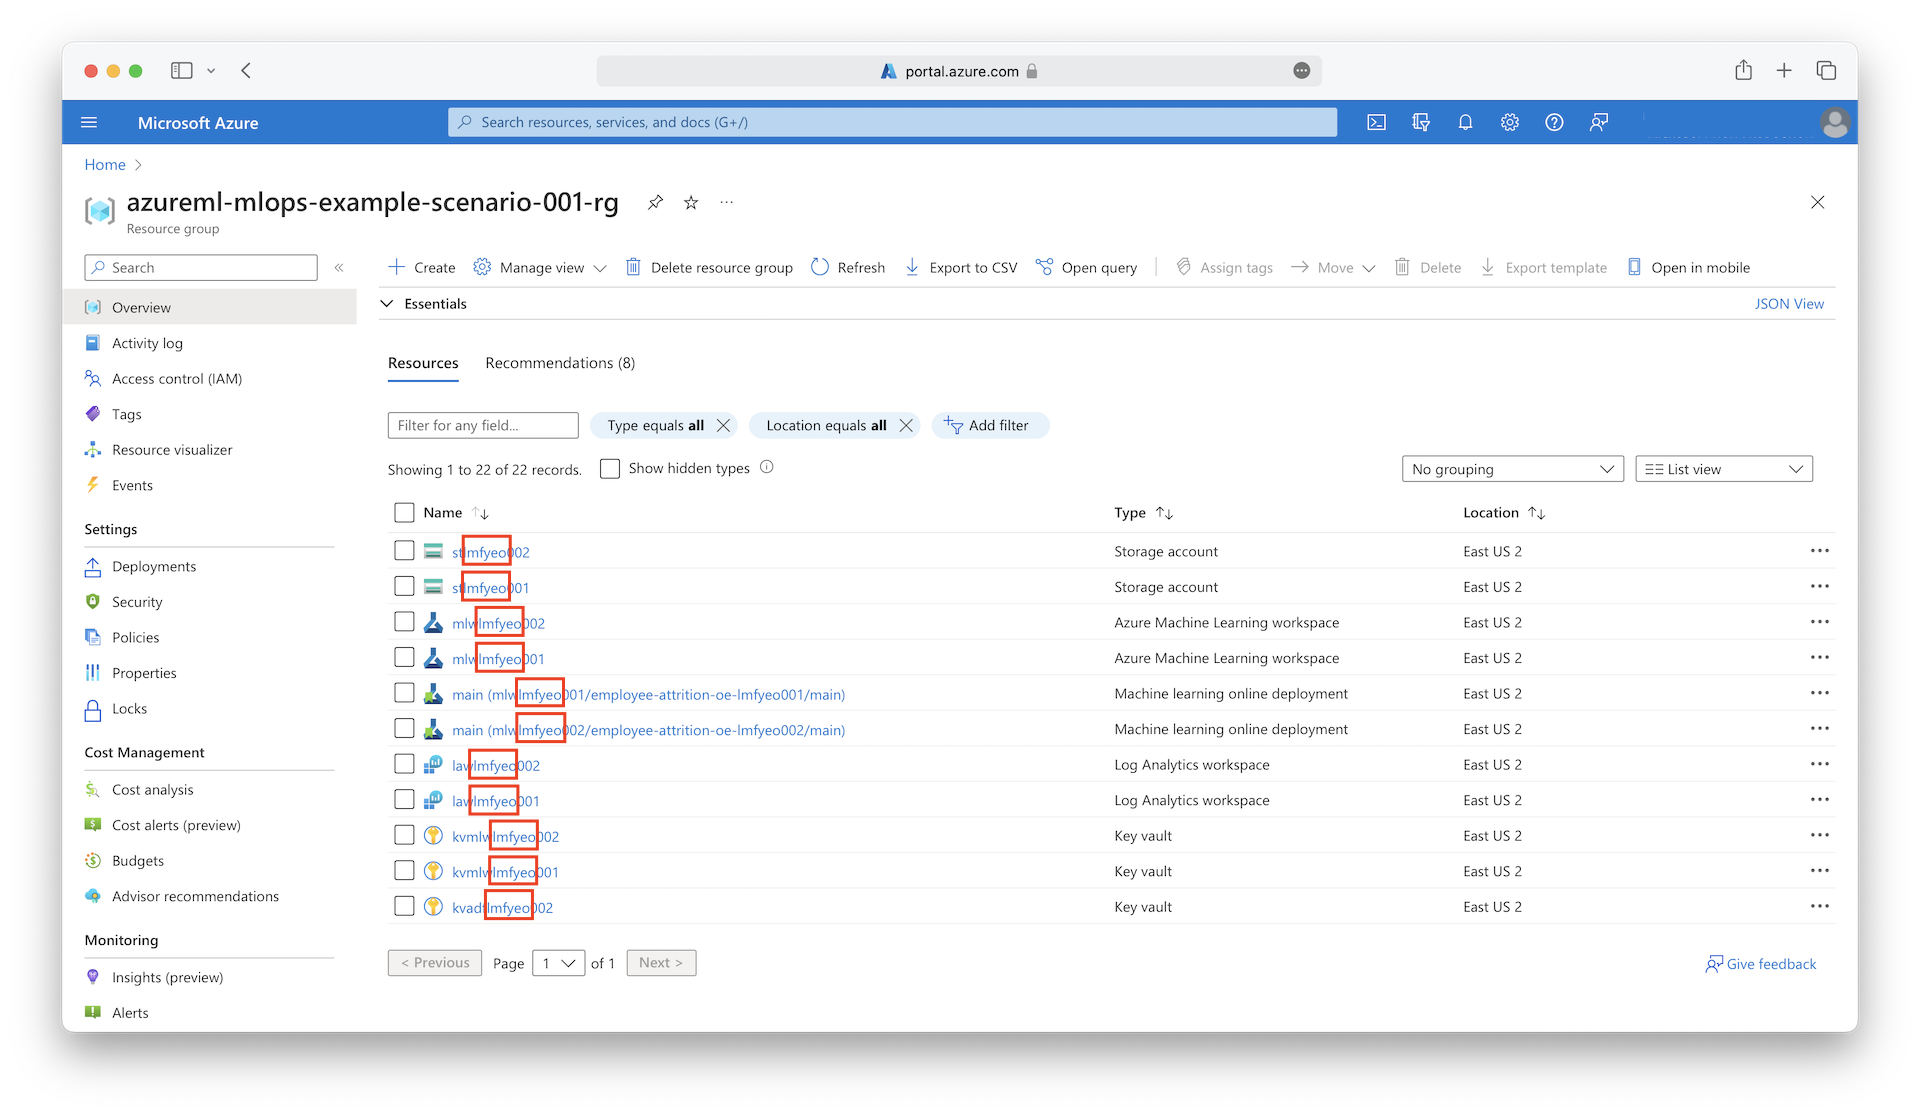 portal.azure.com
Microsoft Azure
Search resources, services, and docs (G+/)
Home
azureml-mlops-example-scenario-001-rg
Resource group
Search
Overview
Activity log
Access control (IAM)
Tags
Resource visualizer
Events
Settings
Deployments
Security
Policies
Properties
Locks
Cost Management
Cost analysis
Cost alerts (preview)
Budgets
Advisor recommendations
Monitoring
Insights (preview)
Alerts
Create Manage view Delete resource group Refresh Export to CSV Open query Assign tags Move Delete Export template Open in mobile
Essentials JSON View
Resources Recommendations (8)
Filter for any field... Type equals all Location equals all Add filter
Showing 1 to 22 of 22 records. Show hidden types No grouping List view
Name Type Location
stlmfyeo002 Storage account East US 2
stlmfyeo001 Storage account East US 2
mlwlmfyeo002 Azure Machine Learning workspace East US 2
mlwlmfyeo001 Azure Machine Learning workspace East US 2
main (mlwlmfyeo001/employee-attrition-oe-lmfyeo001/main) Machine learning online deployment East US 2
main (mlwlmfyeo002/employee-attrition-oe-lmfyeo002/main) Machine learning online deployment East US 2
lawlmfyeo002 Log Analytics workspace East US 2
lawlmfyeo001 Log Analytics workspace East US 2
kvmlwlmfyeo002 Key vault East US 2
kvmlwlmfyeo001 Key vault East US 2
kvadlmfyeo002 Key vault East US 2
< Previous Page 1 of 1 Next >
Give feedback